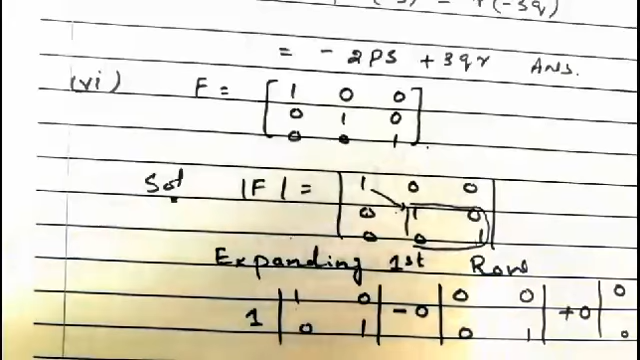 r(-3q)
= - 2ps + 3qr Ans.
(vi) F = [ 1 0 0
0 1 0
0 0 1 ]
Sol |F| = | 1 0 0
0 1 0
0 0 1 |
Expanding 1st Row
1 | 1 0 | - 0 | 0 0 | + 0 | 0
0 1 | 0 1 | 0